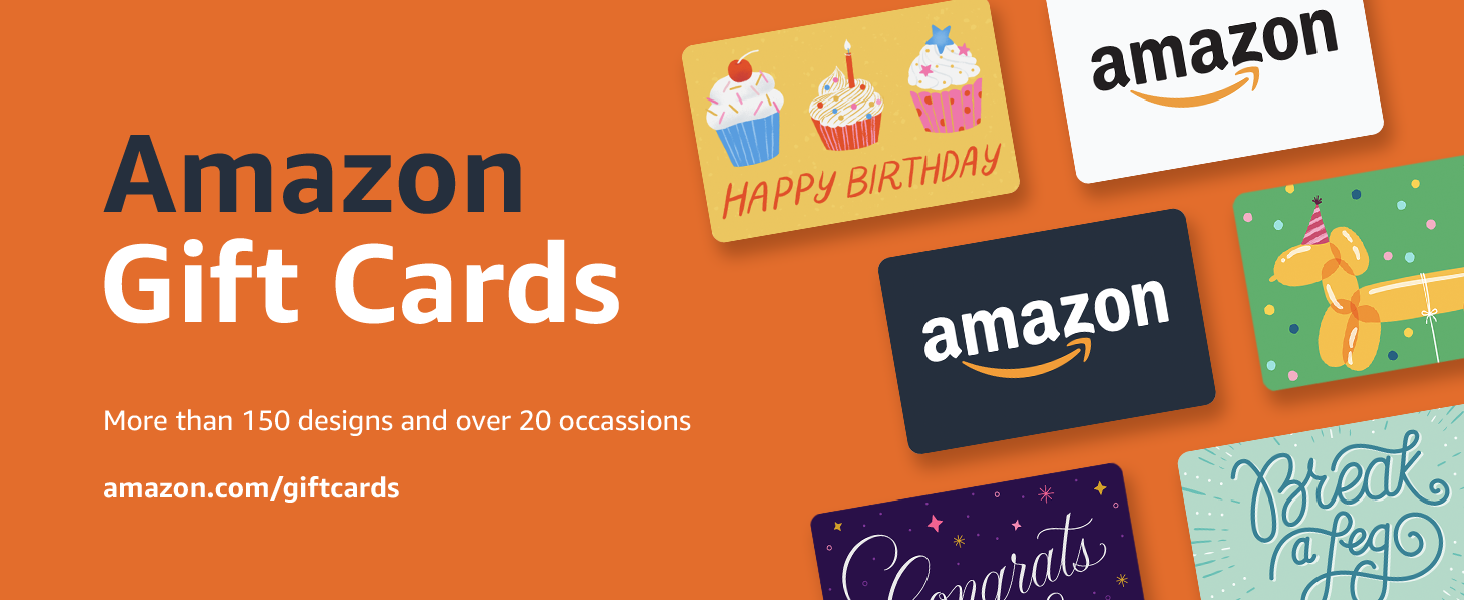 Amazon
Gift Cards
More than 150 designs and over 20 occassions
amazon.com/giftcards
HAPPY BIRTHDAY
amazon
amazon
Congrats
Break
a Leg